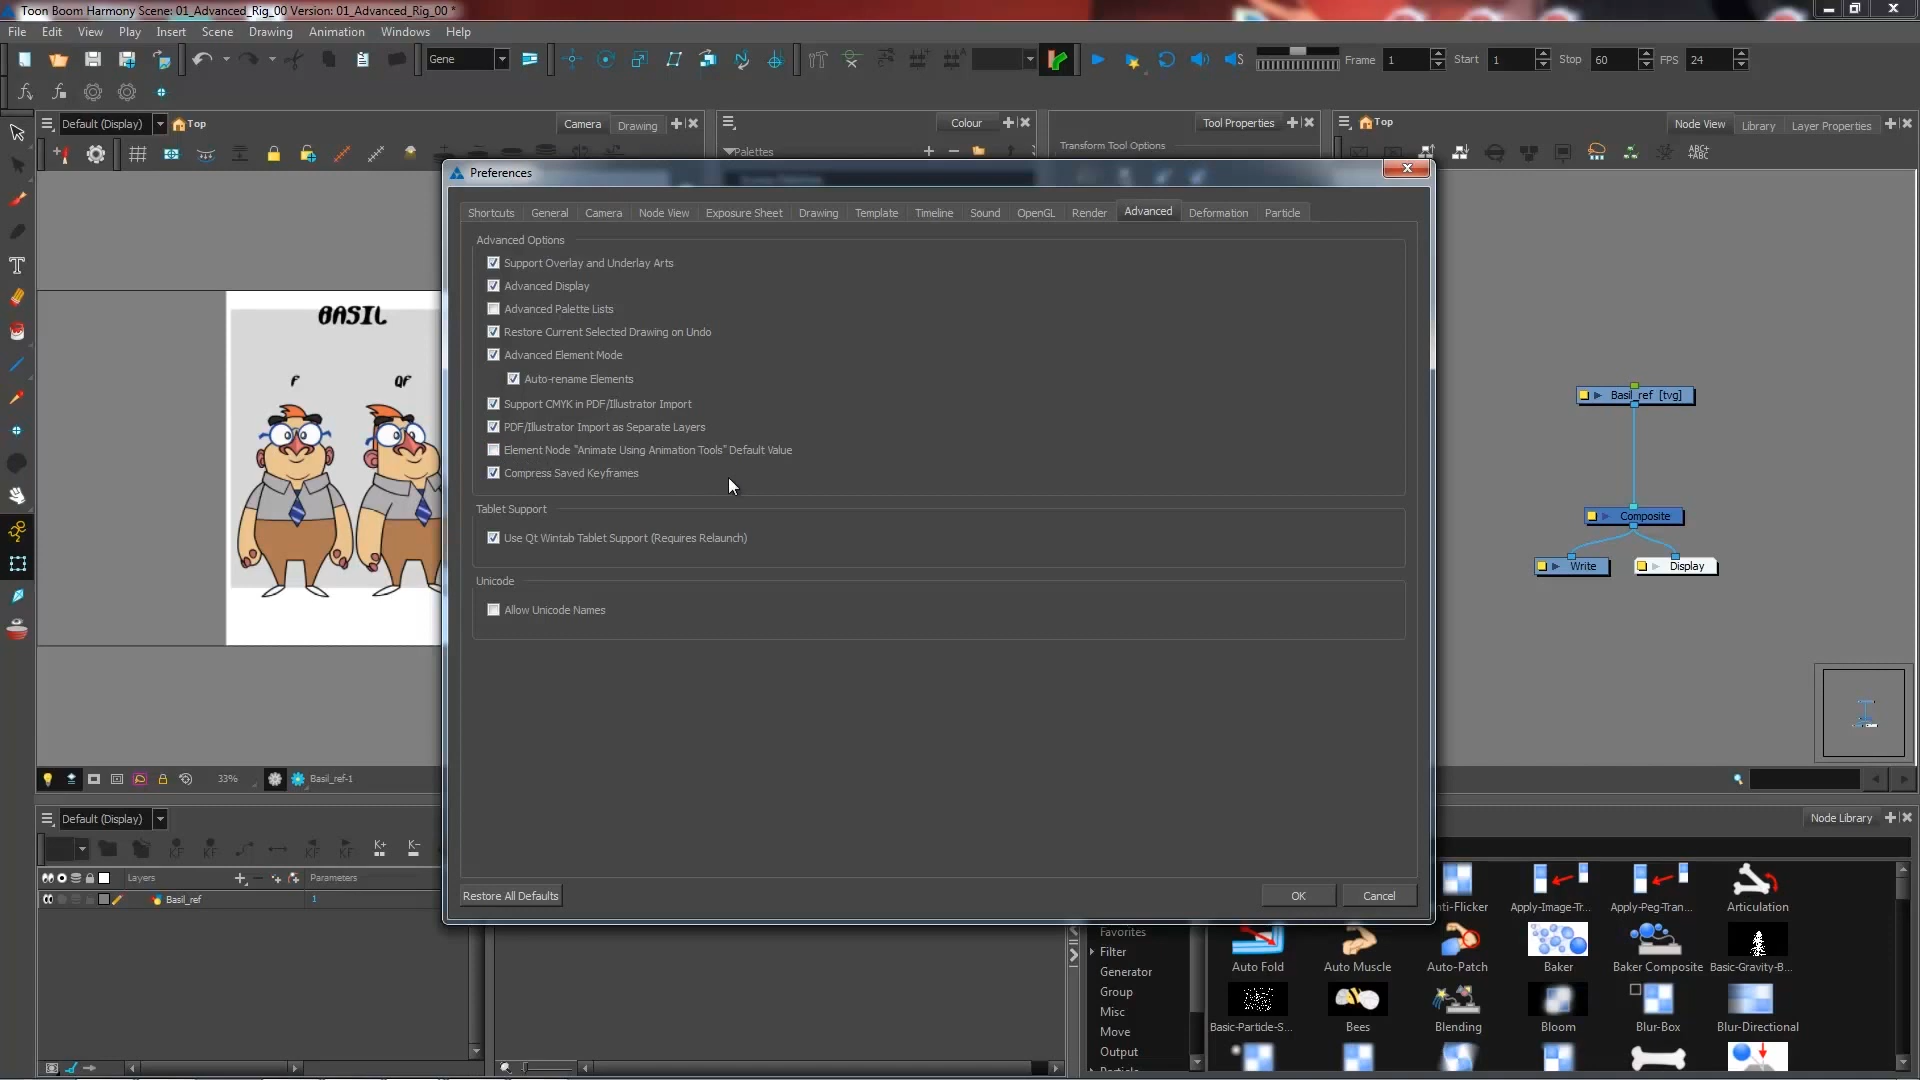 Toon Boom Harmony Scene: 01_Advanced_Rig_00 Version: 01_Advanced_Rig_00 *
File Edit View Play Insert Scene Drawing Animation Windows Help
Gene
Frame 1 Start 1 Stop 60 FPS 24
Default (Display) Top Camera Drawing
Colour
Tool Properties
Top Node View Library Layer Properties
Palettes
Transform Tool Options
ABC+
ABC+
Preferences
Shortcuts General Camera Node View Exposure Sheet Drawing Template Timeline Sound OpenGL Render Advanced Deformation Particle
Advanced Options
Support Overlay and Underlay Arts
Advanced Display
Advanced Palette Lists
Restore Current Selected Drawing on Undo
Advanced Element Mode
Auto-rename Elements
Support CMYK in PDF/Illustrator Import
PDF/Illustrator Import as Separate Layers
Element Node "Animate Using Animation Tools" Default Value
Compress Saved Keyframes
Tablet Support
Use Qt Wintab Tablet Support (Requires Relaunch)
Unicode
Allow Unicode Names
Restore All Defaults OK Cancel
BASIL
F QF
Basil_ref [tvg]
Composite
Write Display
33% Basil_ref-1
Default (Display)
K+ K-
Layers Parameters
Basil_ref 1
Node Library
Favorites
Filter
Generator
Group
Misc
Move
Output
nti-Flicker Apply-Image-Tr... Apply-Peg-Tran... Articulation
Auto Fold Auto Muscle Auto-Patch Baker Baker Composite Basic-Gravity-B...
Basic-Particle-S... Bees Blending Bloom Blur-Box Blur-Directional